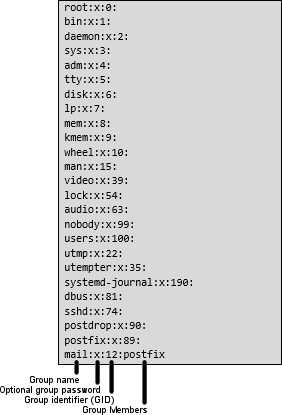 root:x:0:
bin:x:1:
daemon:x:2:
sys:x:3:
adm:x:4:
tty:x:5:
disk:x:6:
lp:x:7:
mem:x:8:
kmem:x:9:
wheel:x:10:
man:x:15:
video:x:39:
lock:x:54:
audio:x:63:
nobody:x:99:
users:x:100:
utmp:x:22:
utempter:x:35:
systemd-journal:x:190:
dbus:x:81:
sshd:x:74:
postdrop:x:90:
postfix:x:89:
mail:x:12:postfix
Group name
Optional group password
Group identifier (GID)
Group Members